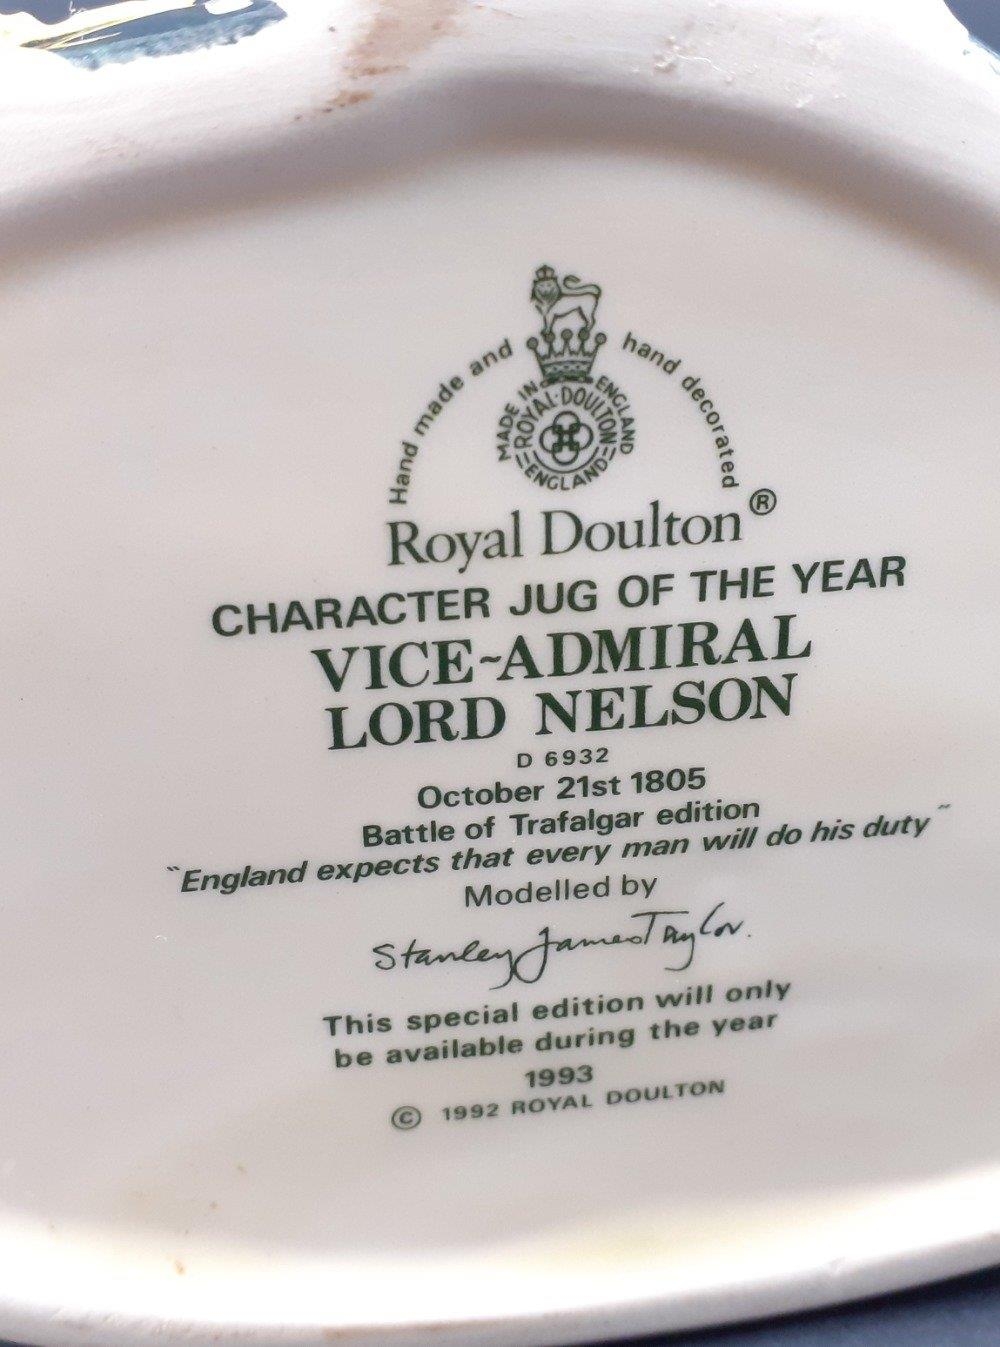 Hand made and hand decorated
MADE IN ENGLAND
ROYAL·DOULTON
ENGLAND
Royal Doulton®
CHARACTER JUG OF THE YEAR
VICE~ADMIRAL
LORD NELSON
D 6932
October 21st 1805
Battle of Trafalgar edition
"England expects that every man will do his duty"
Modelled by
Stanley James Taylor.
This special edition will only
be available during the year
1993
© 1992 ROYAL DOULTON